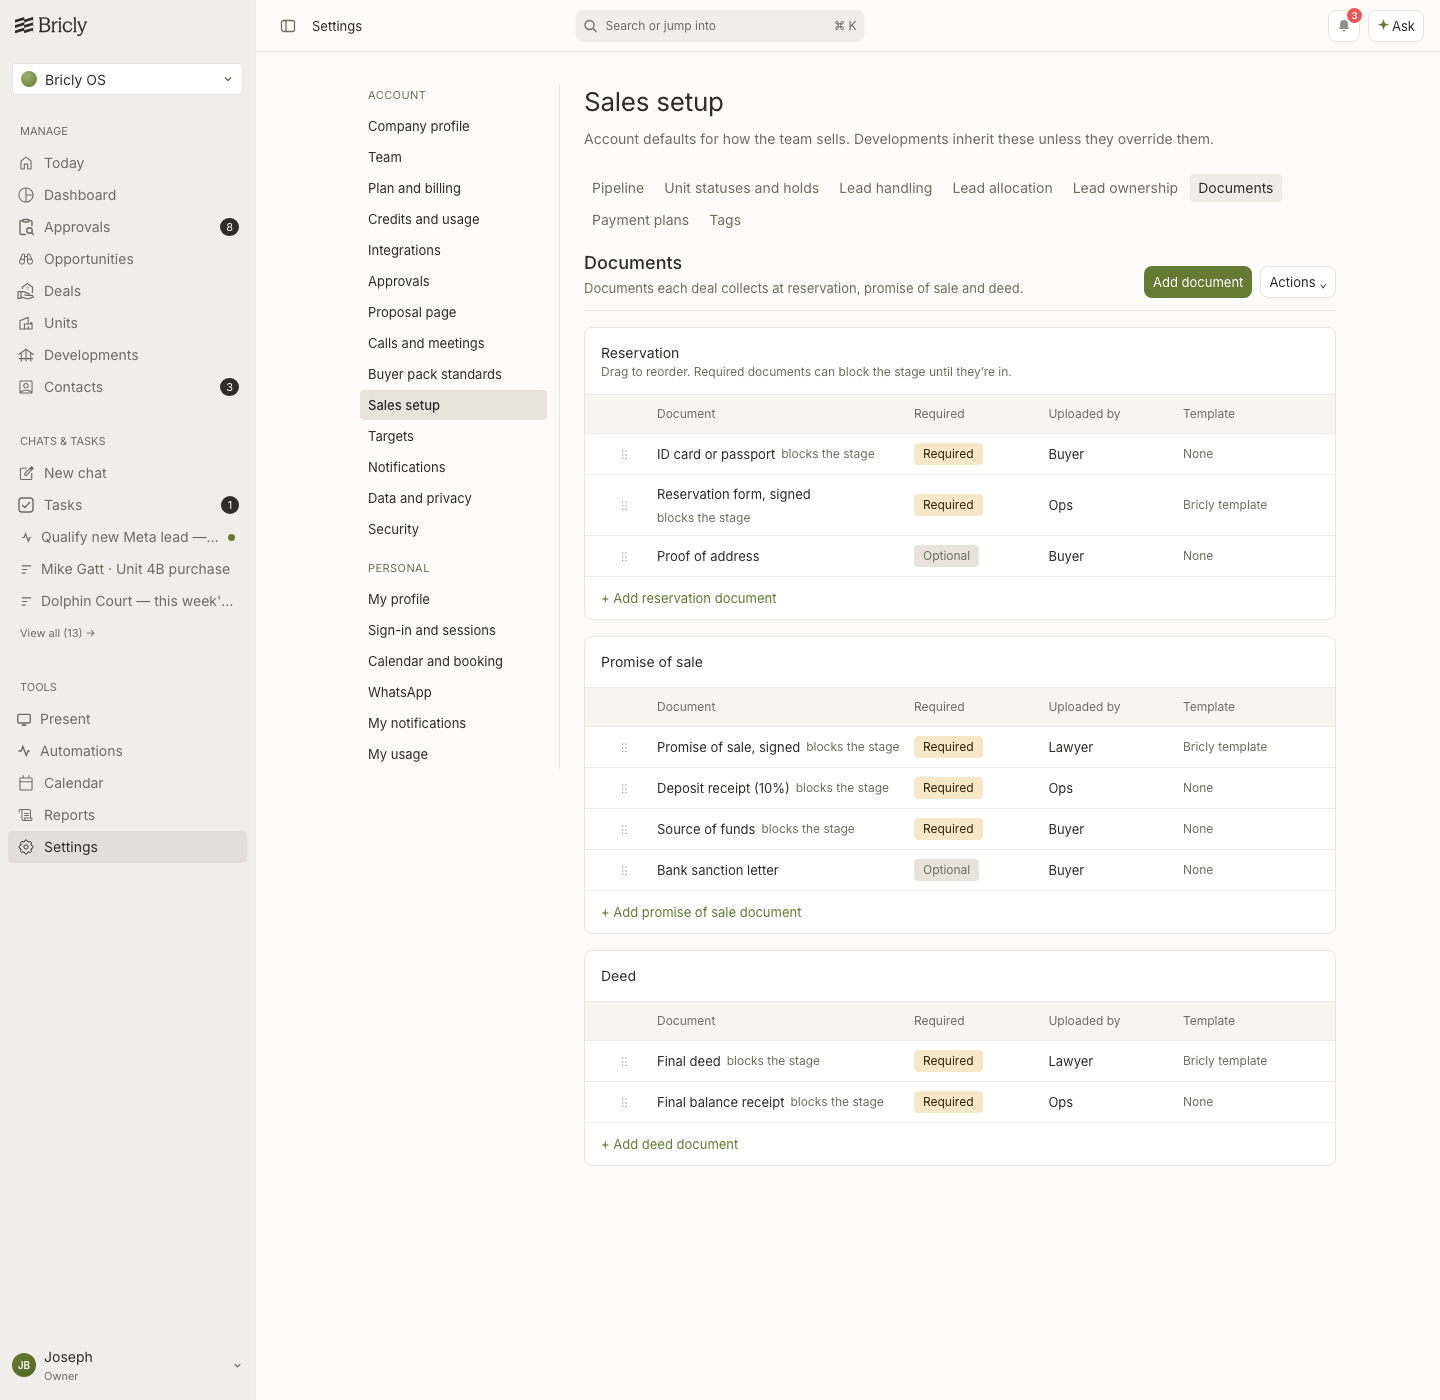 Bricly
Bricly OS
MANAGE
Today
Dashboard
Approvals 8
Opportunities
Deals
Units
Developments
Contacts 3
CHATS & TASKS
New chat
Tasks 1
Qualify new Meta lead —...
Mike Gatt · Unit 4B purchase
Dolphin Court — this week'...
View all (13) →
TOOLS
Present
Automations
Calendar
Reports
Settings
JB Joseph
Owner
Settings
Search or jump into ⌘ K
3
Ask
ACCOUNT
Company profile
Team
Plan and billing
Credits and usage
Integrations
Approvals
Proposal page
Calls and meetings
Buyer pack standards
Sales setup
Targets
Notifications
Data and privacy
Security
PERSONAL
My profile
Sign-in and sessions
Calendar and booking
WhatsApp
My notifications
My usage
Sales setup
Account defaults for how the team sells. Developments inherit these unless they override them.
Pipeline Unit statuses and holds Lead handling Lead allocation Lead ownership Documents
Payment plans Tags
Documents
Documents each deal collects at reservation, promise of sale and deed.
Add document Actions
Reservation
Drag to reorder. Required documents can block the stage until they’re in.
Document Required Uploaded by Template
ID card or passport blocks the stage Required Buyer None
Reservation form, signed
blocks the stage Required Ops Bricly template
Proof of address Optional Buyer None
+ Add reservation document
Promise of sale
Document Required Uploaded by Template
Promise of sale, signed blocks the stage Required Lawyer Bricly template
Deposit receipt (10%) blocks the stage Required Ops None
Source of funds blocks the stage Required Buyer None
Bank sanction letter Optional Buyer None
+ Add promise of sale document
Deed
Document Required Uploaded by Template
Final deed blocks the stage Required Lawyer Bricly template
Final balance receipt blocks the stage Required Ops None
+ Add deed document